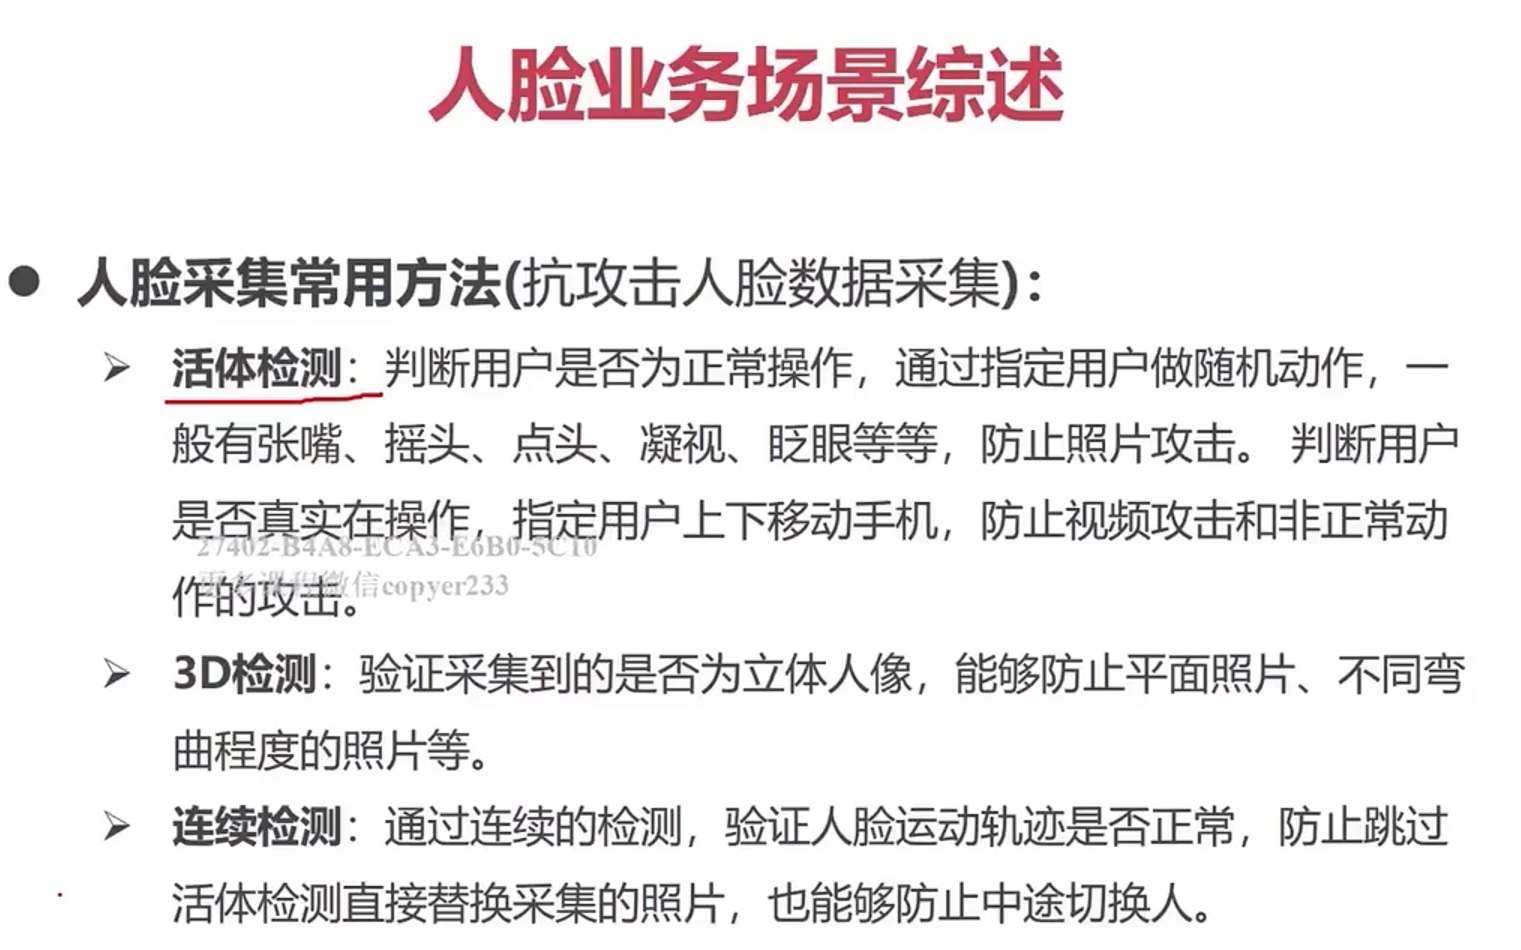 人脸业务场景综述
人脸采集常用方法(抗攻击人脸数据采集)：
活体检测：判断用户是否为正常操作，通过指定用户做随机动作，一
般有张嘴、摇头、点头、凝视、眨眼等等，防止照片攻击。 判断用户
是否真实在操作，指定用户上下移动手机，防止视频攻击和非正常动
27402-B4A8-ECA3-E6B0-5C10
更多课程微信copyer233
作的攻击。
3D检测：验证采集到的是否为立体人像，能够防止平面照片、不同弯
曲程度的照片等。
连续检测：通过连续的检测，验证人脸运动轨迹是否正常，防止跳过
活体检测直接替换采集的照片，也能够防止中途切换人。